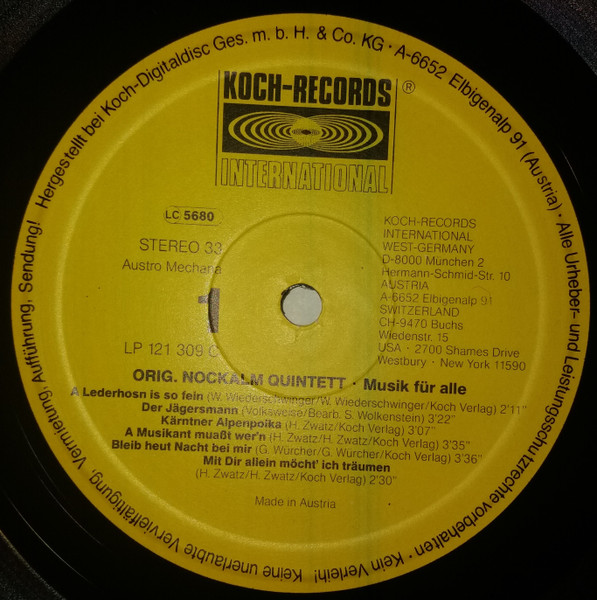 Hergestellt bei Koch-Digitaldisc Ges. m. b. H. & Co. KG · A-6652 Elbigenalp 91 (Austria) · Alle Urheber- und Leistungsschutzrechte vorbehalten · Kein Verleih! Keine unerlaubte Vervielfältigung, Vermietung, Aufführung, Sendung!
KOCH-RECORDS ®
INTERNATIONAL
LC 5680
STEREO 33
Austro Mechana
1
LP 121 309 C
KOCH-RECORDS
INTERNATIONAL
WEST-GERMANY
D-8000 München 2
Hermann-Schmid-Str. 10
AUSTRIA
A-6652 Elbigenalp 91
SWITZERLAND
CH-9470 Buchs
Wiedenstr. 15
USA · 2700 Shames Drive
Westbury · New York 11590
ORIG. NOCKALM QUINTETT · Musik für alle
A Lederhosn is so fein (W. Wiederschwinger/W. Wiederschwinger/Koch Verlag) 2'11"
Der Jägersmann (Volksweise/Bearb. S. Wolkenstein) 3'22"
Kärntner Alpenpolka (H. Zwatz/Koch Verlag) 3'07"
A Musikant muaßt wer'n (H. Zwatz/H. Zwatz/Koch Verlag) 3'35"
Bleib heut Nacht bei mir (G. Würcher/G. Würcher/Koch Verlag) 3'36"
Mit Dir allein möcht' ich träumen
(H. Zwatz/H. Zwatz/Koch Verlag) 2'30"
Made in Austria